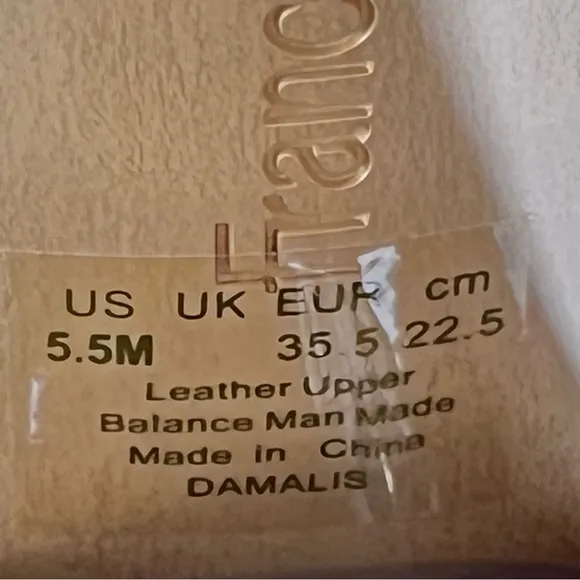 Franc
US UK EUR cm
5.5M 35.5 22.5
Leather Upper
Balance Man Made
Made in China
DAMALIS